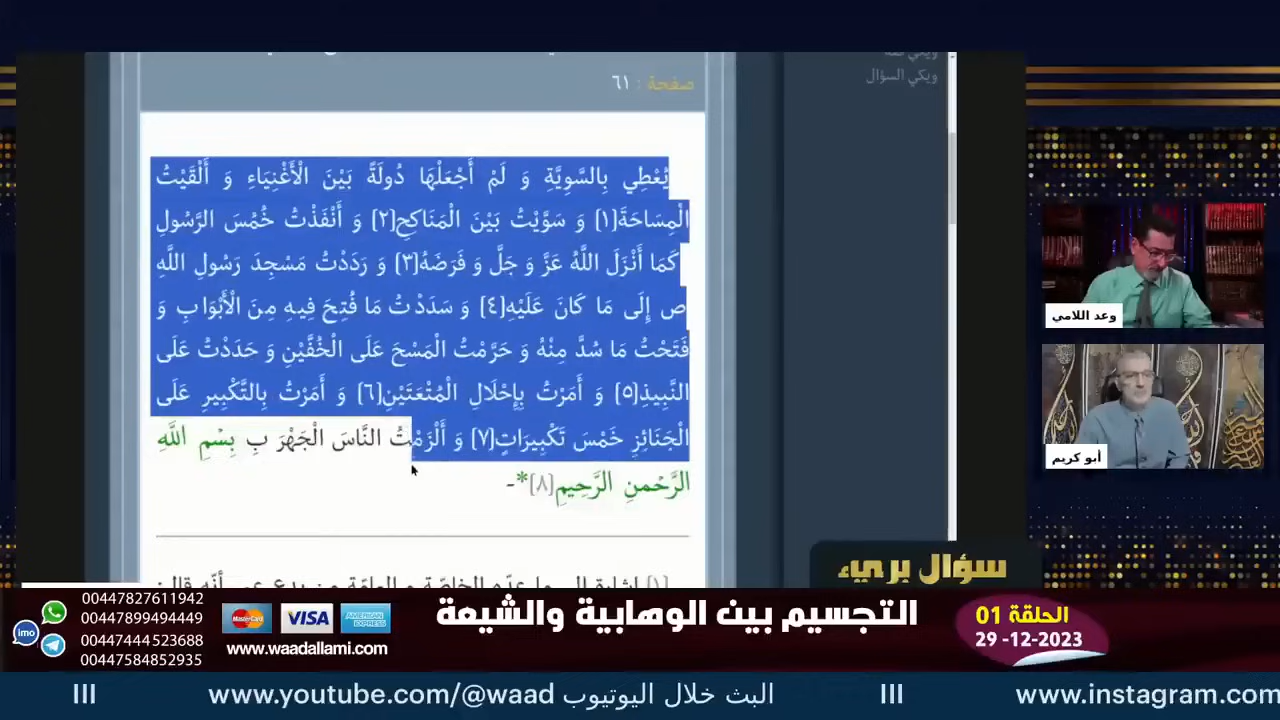 ويكي فقه
ويكي السؤال
صفحة : ٦١
يُعْطِي بِالسَّوِيَّةِ وَ لَمْ أَجْعَلْهَا دُولَةً بَيْنَ الْأَغْنِيَاءِ وَ أَلْقَيْتُ
الْمِسَاحَةَ[١] وَ سَوَّيْتُ بَيْنَ الْمَنَاكِحِ[٢] وَ أَنْفَذْتُ خُمُسَ الرَّسُولِ
كَمَا أَنْزَلَ اللَّهُ عَزَّ وَ جَلَّ وَ فَرَضَهُ[٣] وَ رَدَدْتُ مَسْجِدَ رَسُولِ اللَّهِ
ص إِلَى مَا كَانَ عَلَيْهِ[٤] وَ سَدَدْتُ مَا فُتِحَ فِيهِ مِنَ الْأَبْوَابِ وَ
فَتَحْتُ مَا سُدَّ مِنْهُ وَ حَرَّمْتُ الْمَسْحَ عَلَى الْخُفَّيْنِ وَ حَدَدْتُ عَلَى
النَّبِيذِ[٥] وَ أَمَرْتُ بِإِحْلَالِ الْمُتْعَتَيْنِ[٦] وَ أَمَرْتُ بِالتَّكْبِيرِ عَلَى
الْجَنَائِزِ خَمْسَ تَكْبِيرَاتٍ[٧] وَ أَلْزَمْتُ النَّاسَ الْجَهْرَ بِ بِسْمِ اللَّهِ
الرَّحْمنِ الرَّحِيمِ[٨]*-
وعد اللامي
أبو كريم
سؤال بريء
التجسيم بين الوهابية والشيعة
الحلقة 01
29 -12-2023
00447827611942
00447899494449
00447444523688
00447584852935
imo
MasterCard
VISA
AMERICAN EXPRESS
www.waadallami.com
البث خلال اليوتيوب www.youtube.com/@waad
www.instagram.com